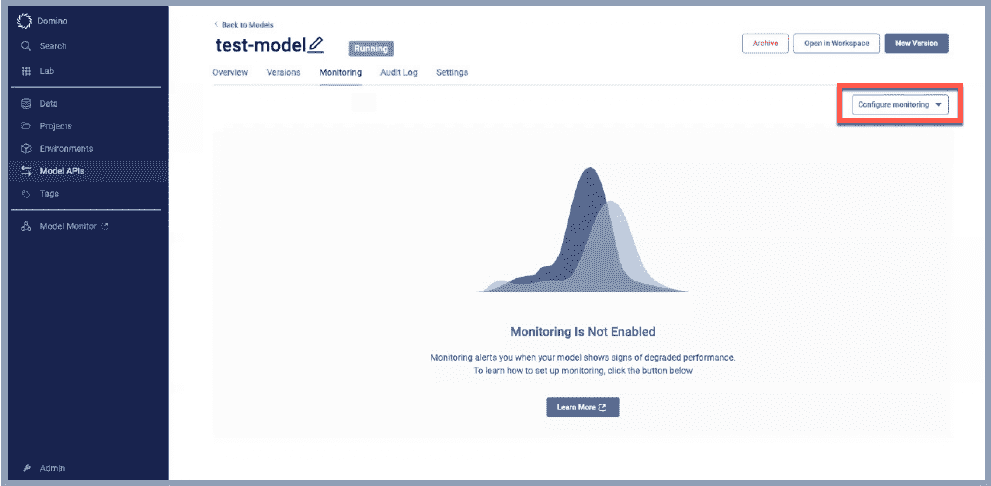 Domino
Search
Lab
Data
Projects
Environments
Model APIs
Tags
Model Monitor
Admin
Back to Models
test-model
Running
Archive
Open in Workspace
New Version
Overview Versions Monitoring Audit Log Settings
Configure monitoring
Monitoring Is Not Enabled
Monitoring alerts you when your model shows signs of degraded performance.
To learn how to set up monitoring, click the button below
Learn More